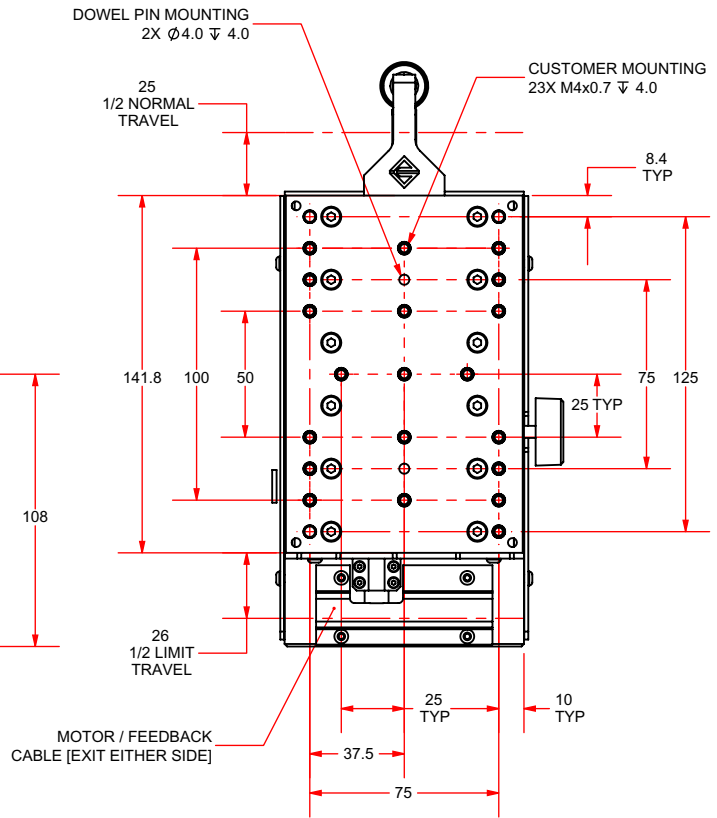 DOWEL PIN MOUNTING
2X Ø4.0 ↧ 4.0
CUSTOMER MOUNTING
23X M4x0.7 ↧ 4.0
25
1/2 NORMAL
TRAVEL
8.4
TYP
141.8
100
50
75
125
25 TYP
108
26
1/2 LIMIT
TRAVEL
25
TYP
10
TYP
MOTOR / FEEDBACK
CABLE [EXIT EITHER SIDE]
37.5
75